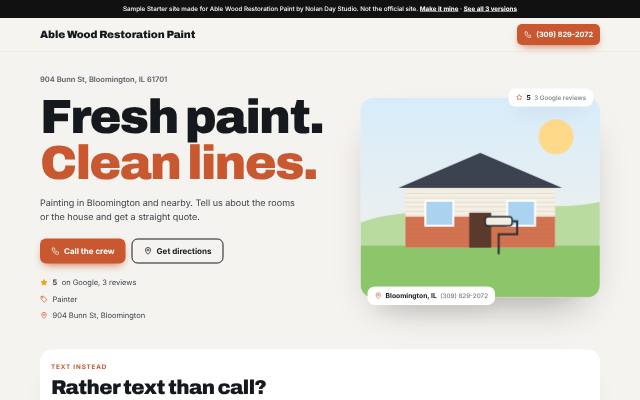 Sample Starter site made for Able Wood Restoration Paint by Nolan Day Studio. Not the official site. Make it mine · See all 3 versions
Able Wood Restoration Paint
(309) 829-2072
904 Bunn St, Bloomington, IL 61701
Fresh paint.
Clean lines.
Painting in Bloomington and nearby. Tell us about the rooms
or the house and get a straight quote.
Call the crew
Get directions
5 on Google, 3 reviews
Painter
904 Bunn St, Bloomington
5 3 Google reviews
Bloomington, IL (309) 829-2072
TEXT INSTEAD
Rather text than call?